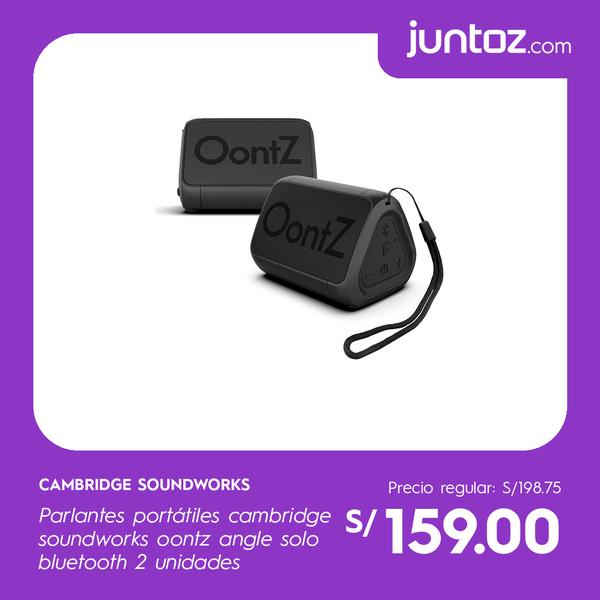 juntoz.com
OontZ
OontZ
CAMBRIDGE SOUNDWORKS
Parlantes portátiles cambridge
soundworks oontz angle solo
bluetooth 2 unidades
Precio regular: S/198.75
S/159.00